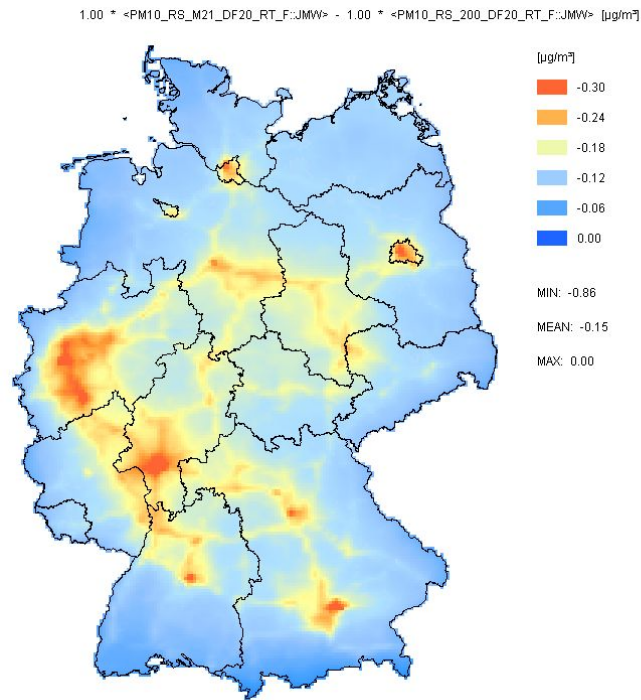 1.00 * <PM10_RS_M21_DF20_RT_F::JMW> - 1.00 * <PM10_RS_200_DF20_RT_F::JMW> [µg/m³]
[µg/m³]
-0.30
-0.24
-0.18
-0.12
-0.06
0.00
MIN: -0.86
MEAN: -0.15
MAX: 0.00